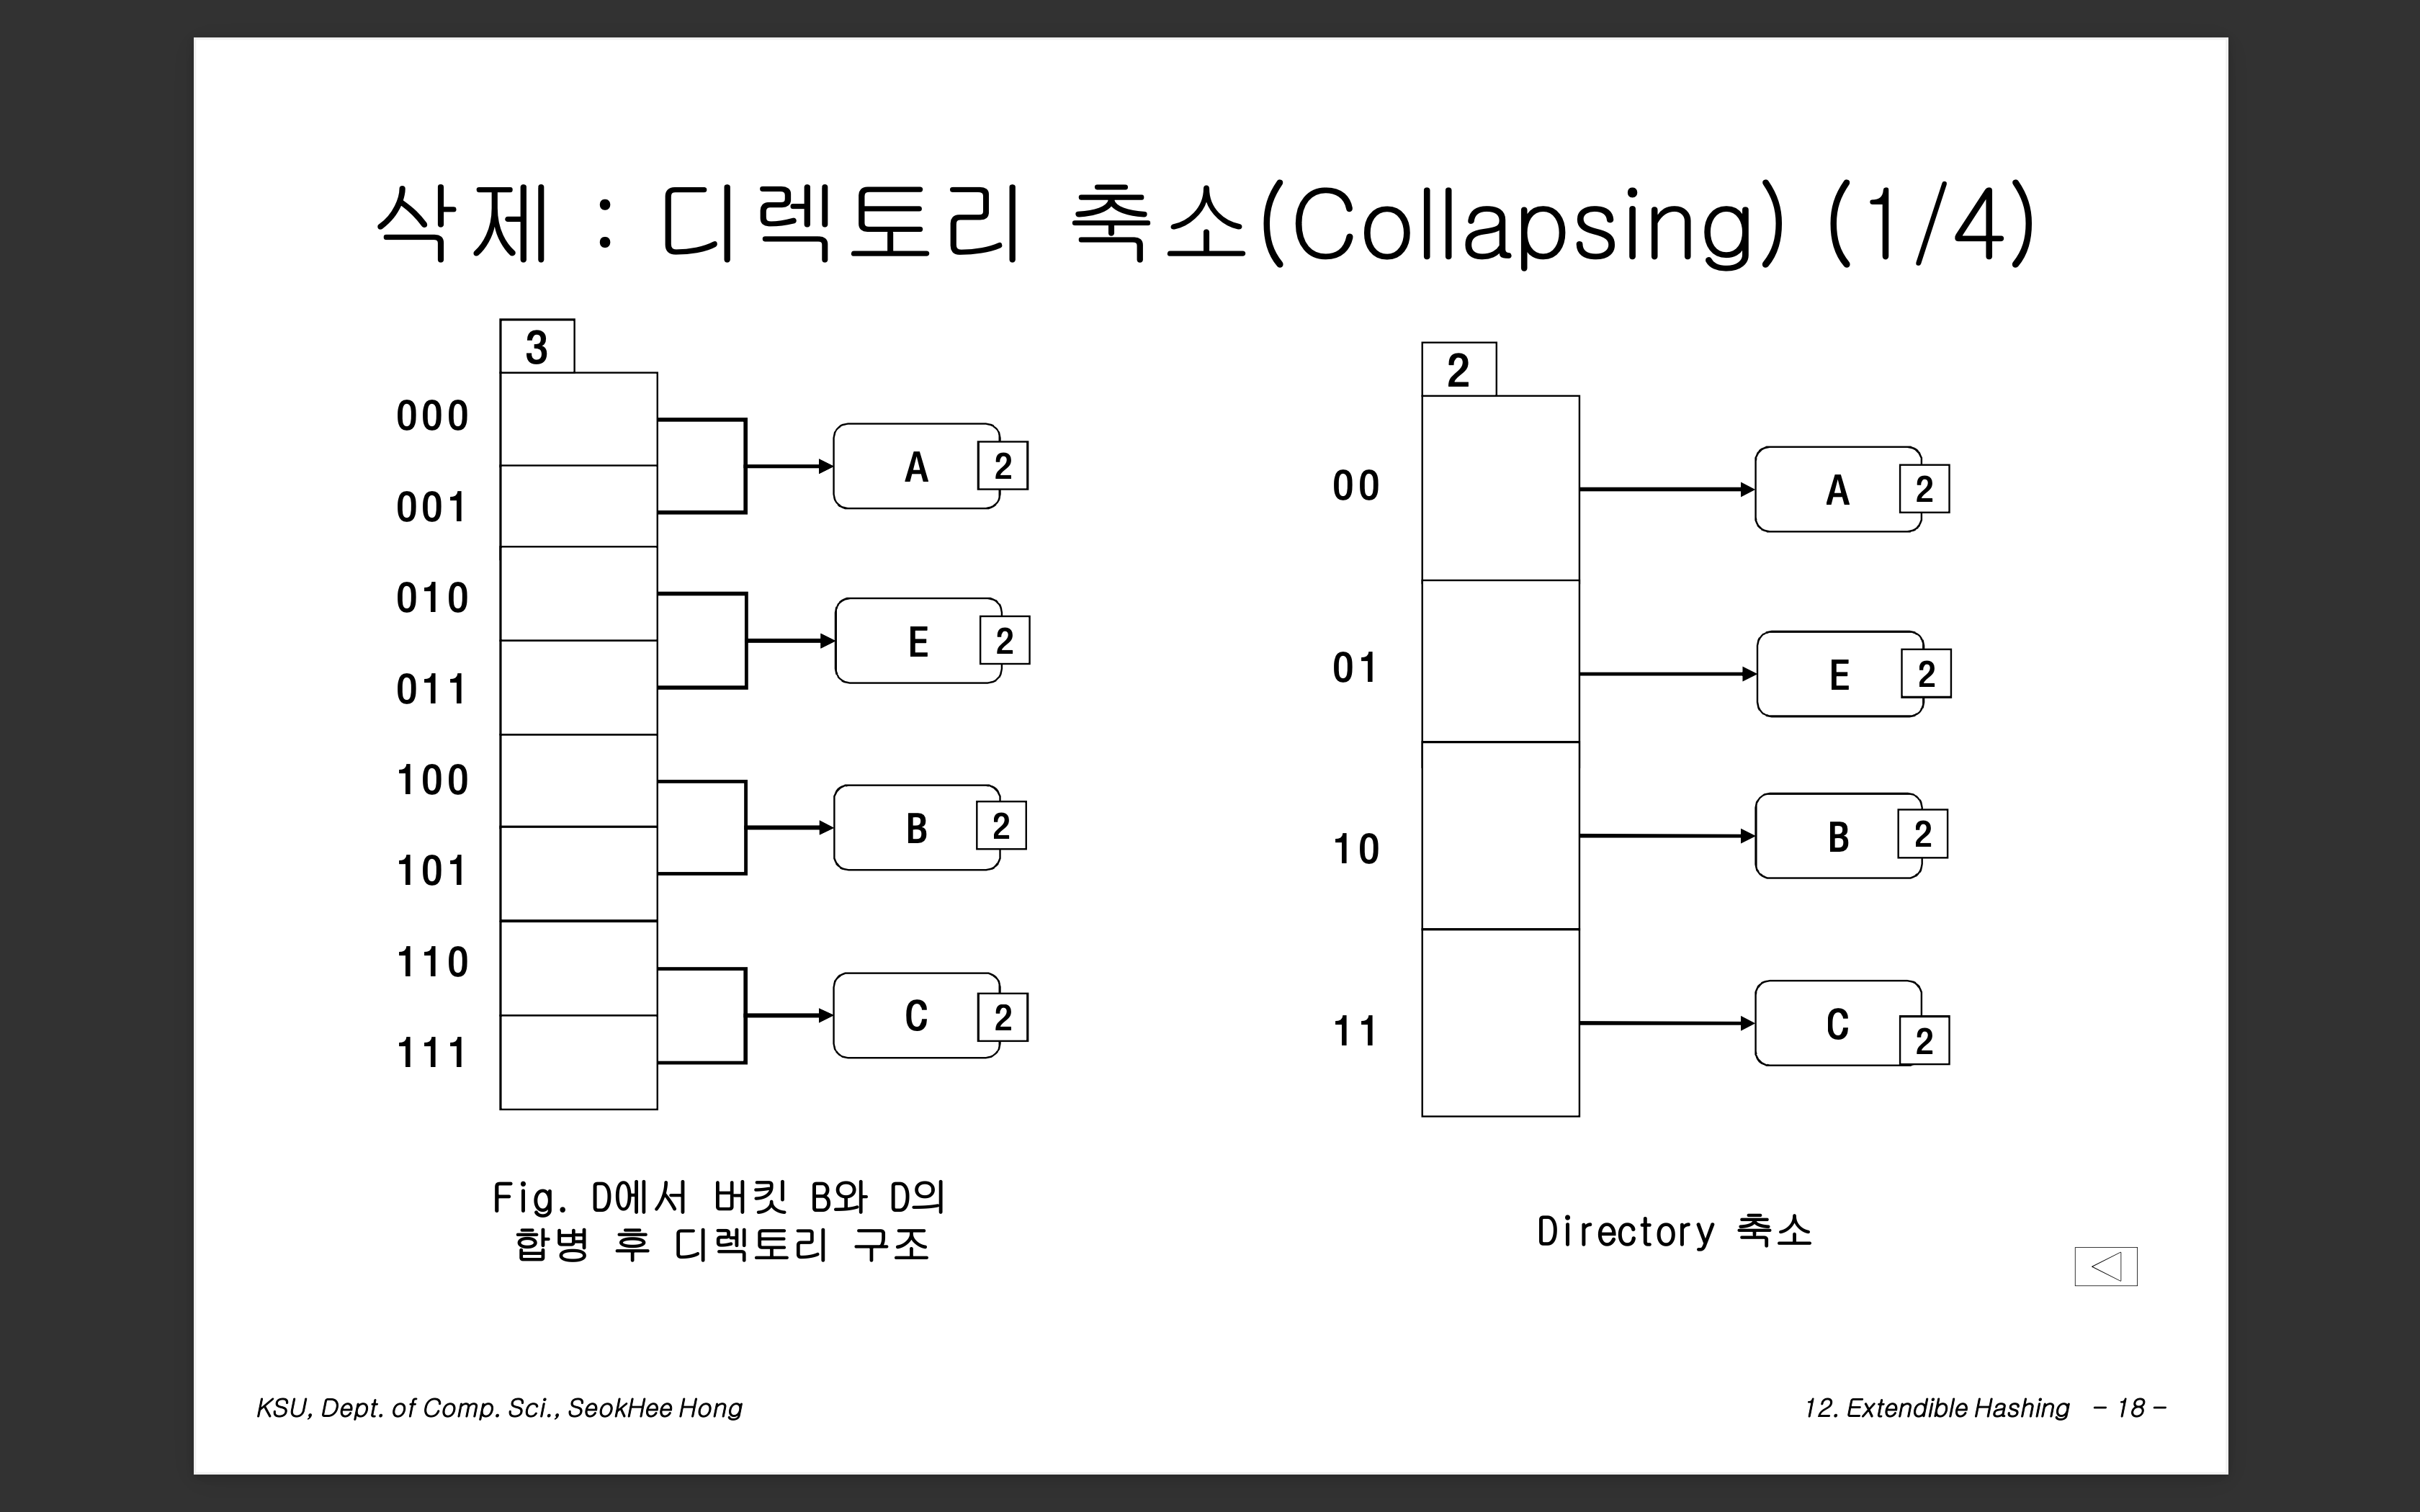 삭제 : 디렉토리 축소(Collapsing) (1/4)
3
000
001
010
011
100
101
110
111
A 2
E 2
B 2
C 2
Fig. D에서 버킷 B와 D의
합병 후 디렉토리 구조
2
00
01
10
11
A 2
E 2
B 2
C 2
Directory 축소
KSU, Dept. of Comp. Sci., SeokHee Hong
12. Extendible Hashing - 18 -